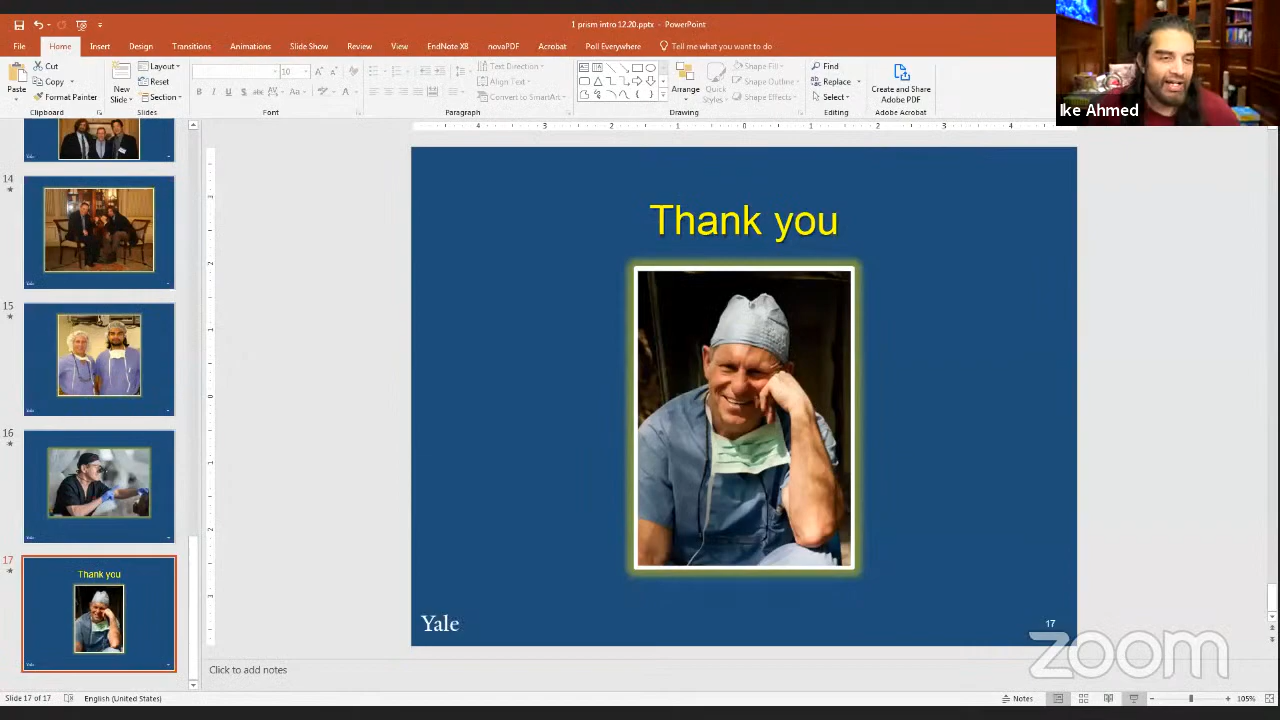 1 prism intro 12.20.pptx - PowerPoint
File Home Insert Design Transitions Animations Slide Show Review View EndNote X8 novaPDF Acrobat Poll Everywhere Tell me what you want to do
Paste
Cut
Copy
Format Painter
Clipboard
New Slide
Layout
Reset
Section
Slides
10
Font
Text Direction
Align Text
Convert to SmartArt
Paragraph
Arrange
Quick Styles
Shape Fill
Shape Outline
Shape Effects
Drawing
Find
Replace
Select
Editing
Create and Share Adobe PDF
Adobe Acrobat
Ike Ahmed
14
15
16
17
Thank you
Thank you
Yale
17
zoom
Click to add notes
Slide 17 of 17
English (United States)
Notes
105%